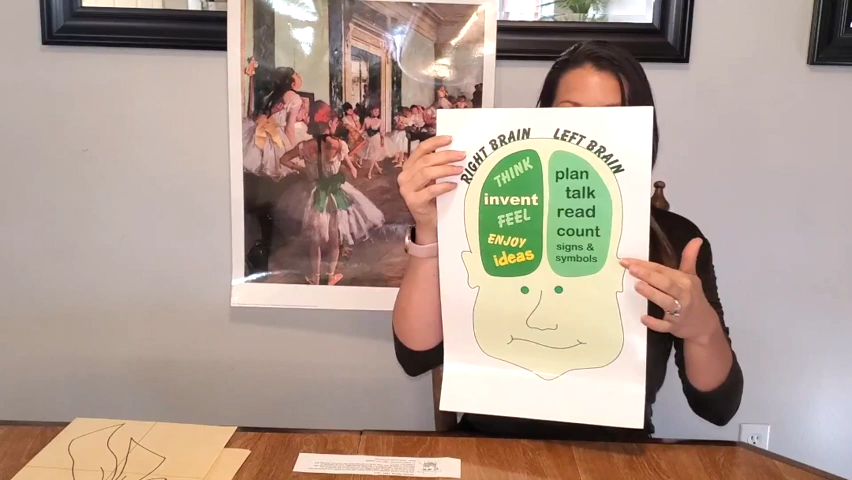 RIGHT BRAIN
LEFT BRAIN
THINK
invent
FEEL
ENJOY
ideas
plan
talk
read
count
signs &
symbols